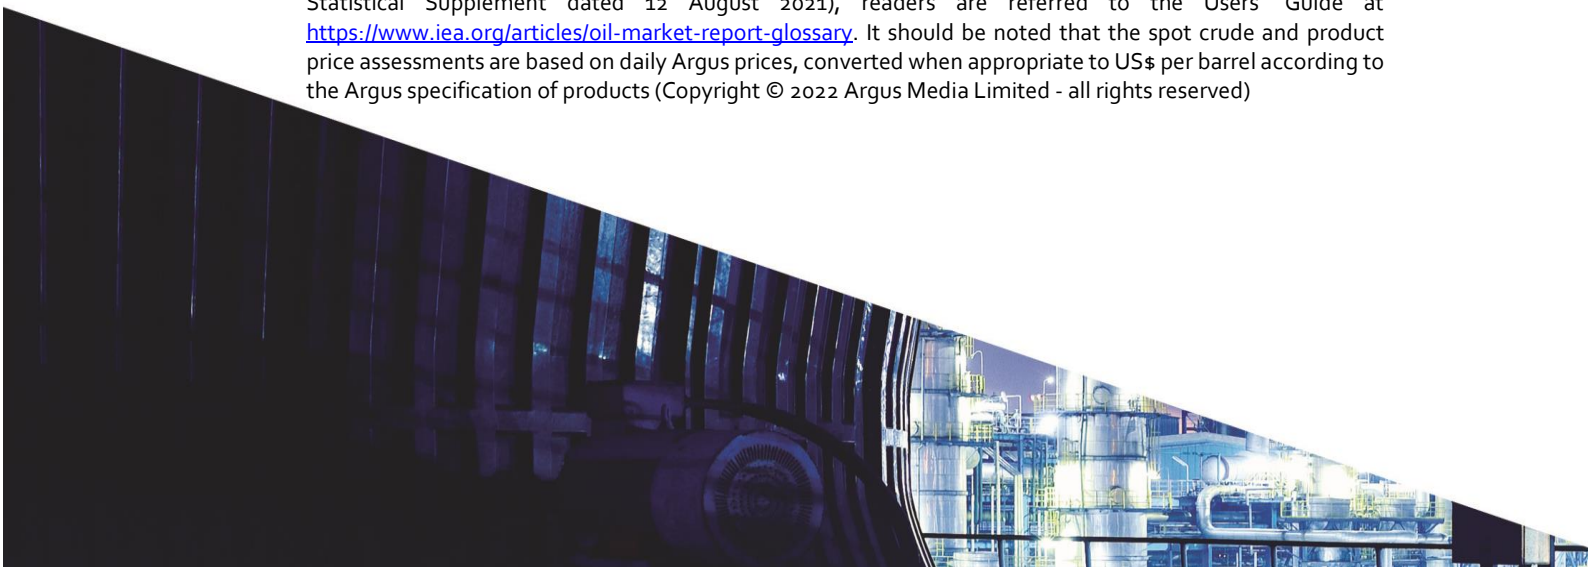 Statistical Supplement dated 12 August 2021), readers are referred to the Users' Guide at
https://www.iea.org/articles/oil-market-report-glossary. It should be noted that the spot crude and product
price assessments are based on daily Argus prices, converted when appropriate to US$ per barrel according to
the Argus specification of products (Copyright © 2022 Argus Media Limited - all rights reserved)